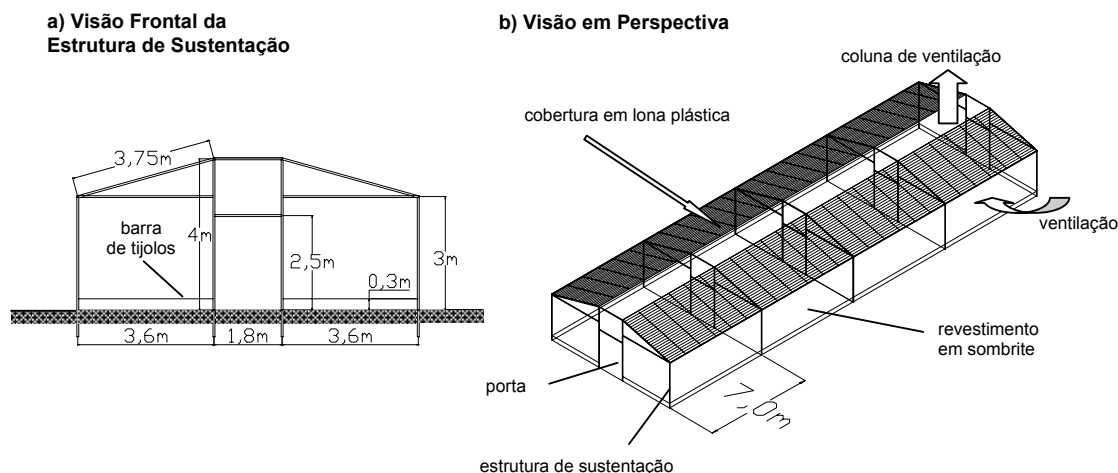 a) Visão Frontal da
Estrutura de Sustentação
3,75m
barra
de tijolos
4m
2,5m
0,3m
3m
3,6m
1,8m
3,6m
b) Visão em Perspectiva
coluna de ventilação
cobertura em lona plástica
ventilação
revestimento
em sombrite
porta
7,0m
estrutura de sustentação